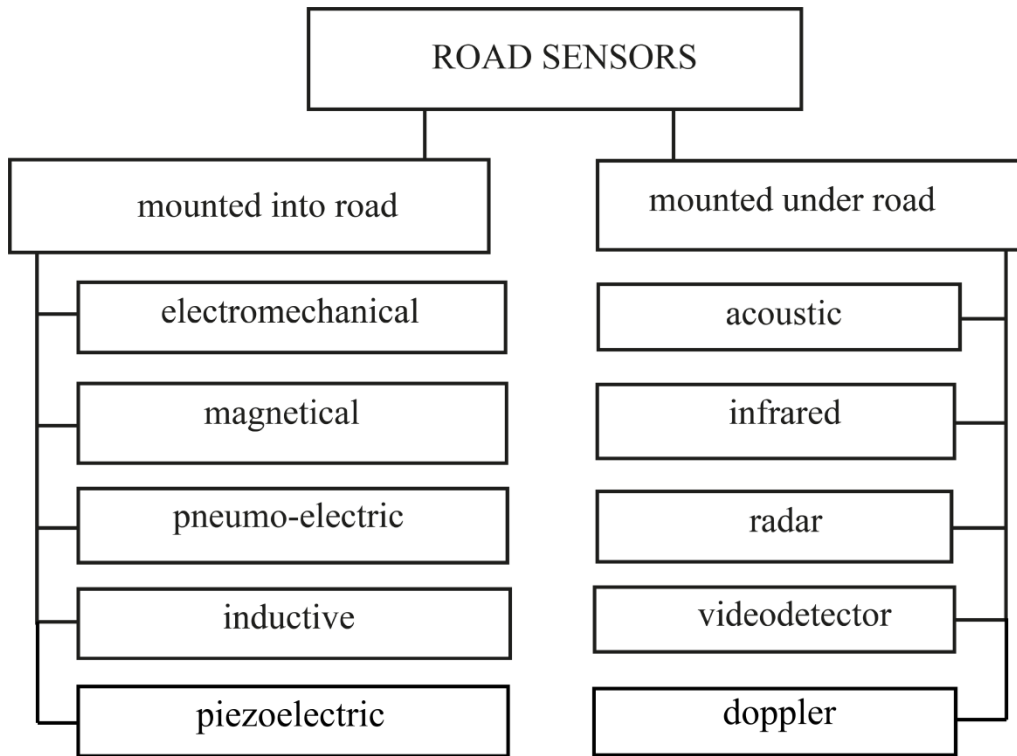 ROAD SENSORS
mounted into road
electromechanical
magnetical
pneumo-electric
inductive
piezoelectric
mounted under road
acoustic
infrared
radar
videodetector
doppler